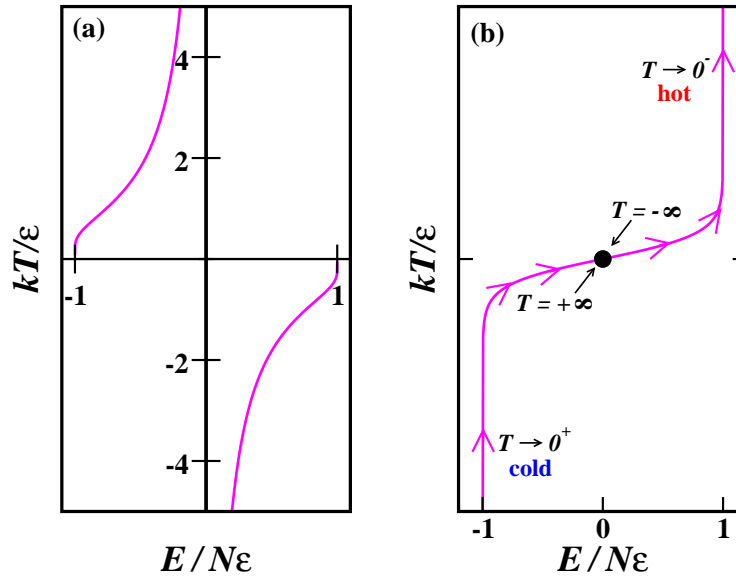 (a)
4
2
-1
1
-2
-4
kT/ε
E/Nε
(b)
T → 0⁻
hot
T = - ∞
T = + ∞
T → 0⁺
cold
-1
0
1
kT/ε
E/Nε